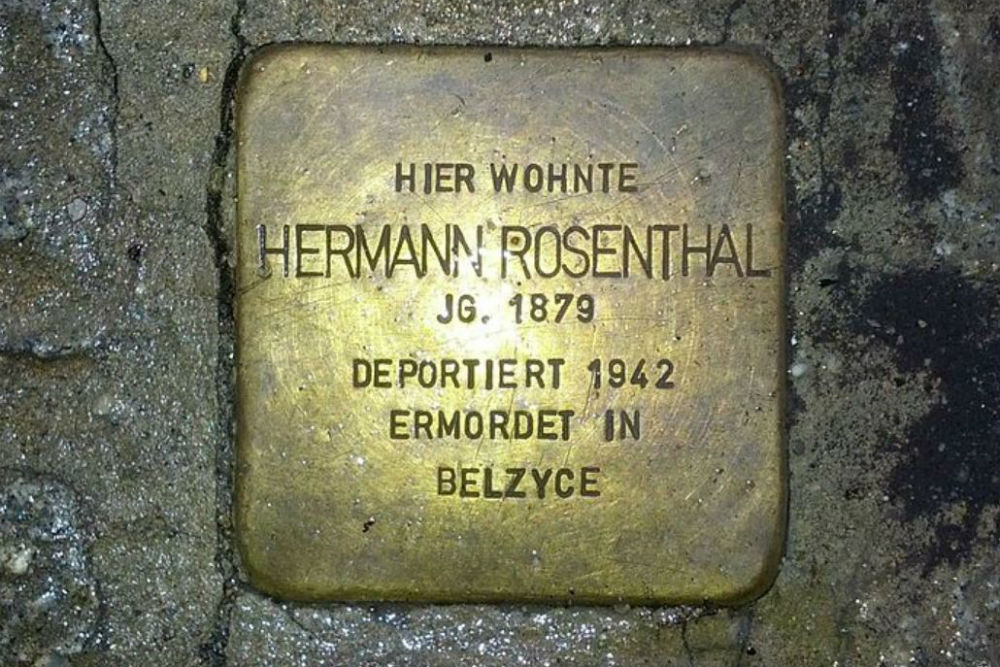 HIER WOHNTE
HERMANN ROSENTHAL
JG. 1879
DEPORTIERT 1942
ERMORDET IN
BELZYCE